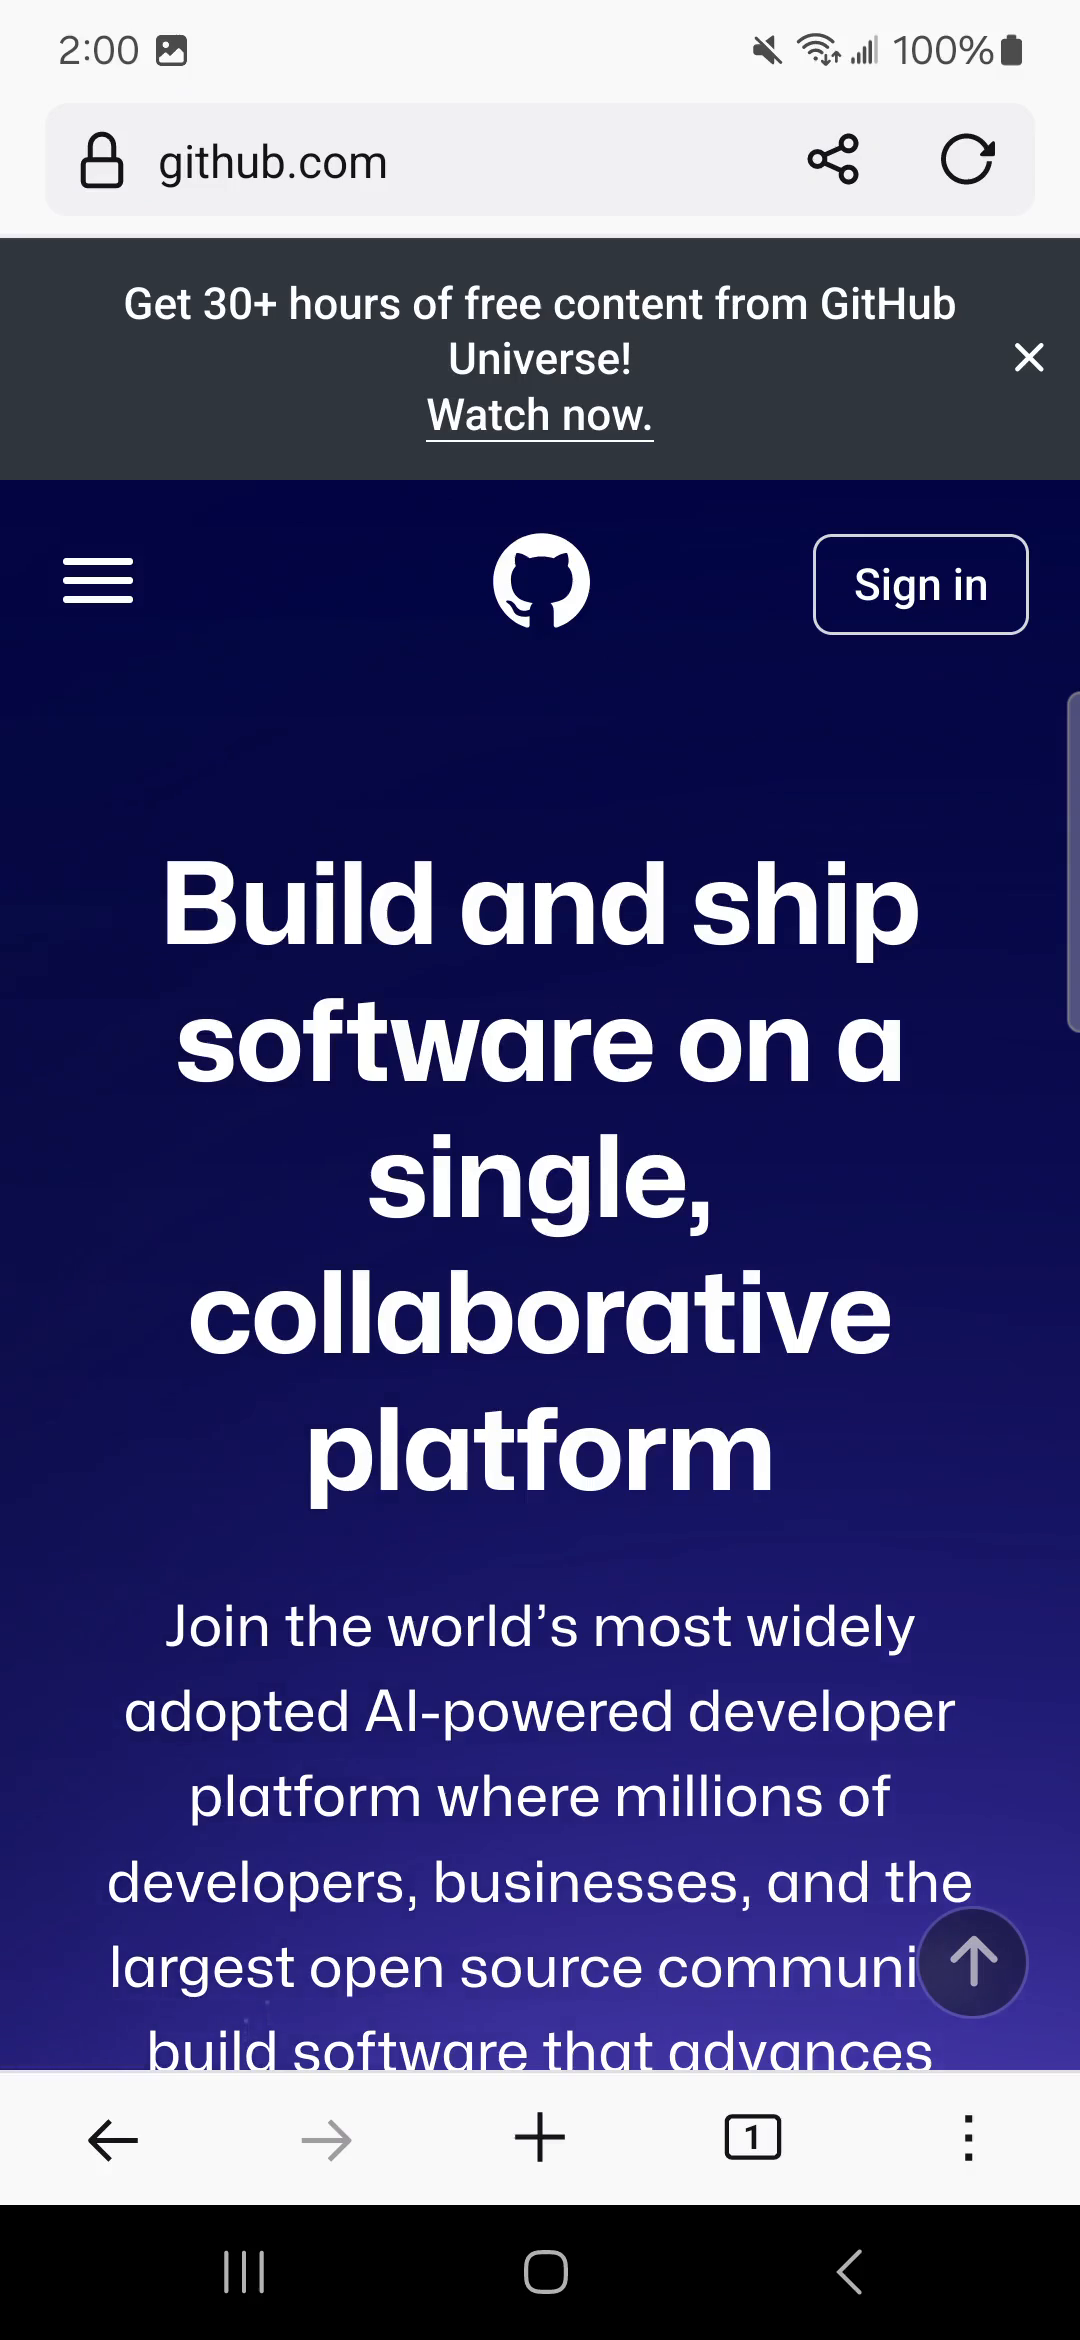 2:00
100%
github.com
Get 30+ hours of free content from GitHub
Universe!
Watch now.
Sign in
Build and ship
software on a
single,
collaborative
platform
Join the world’s most widely
adopted AI-powered developer
platform where millions of
developers, businesses, and the
largest open source communi
build software that advances
1